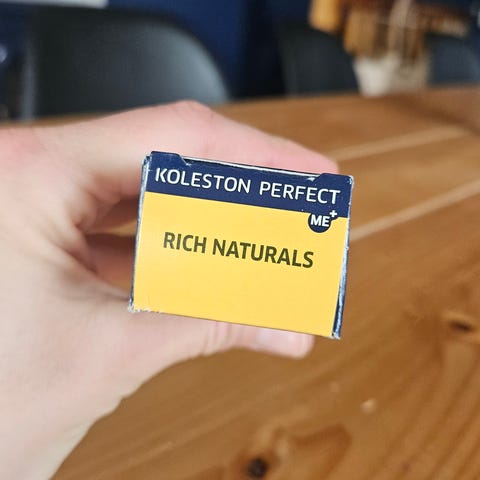 KOLESTON PERFECT
ME+
RICH NATURALS